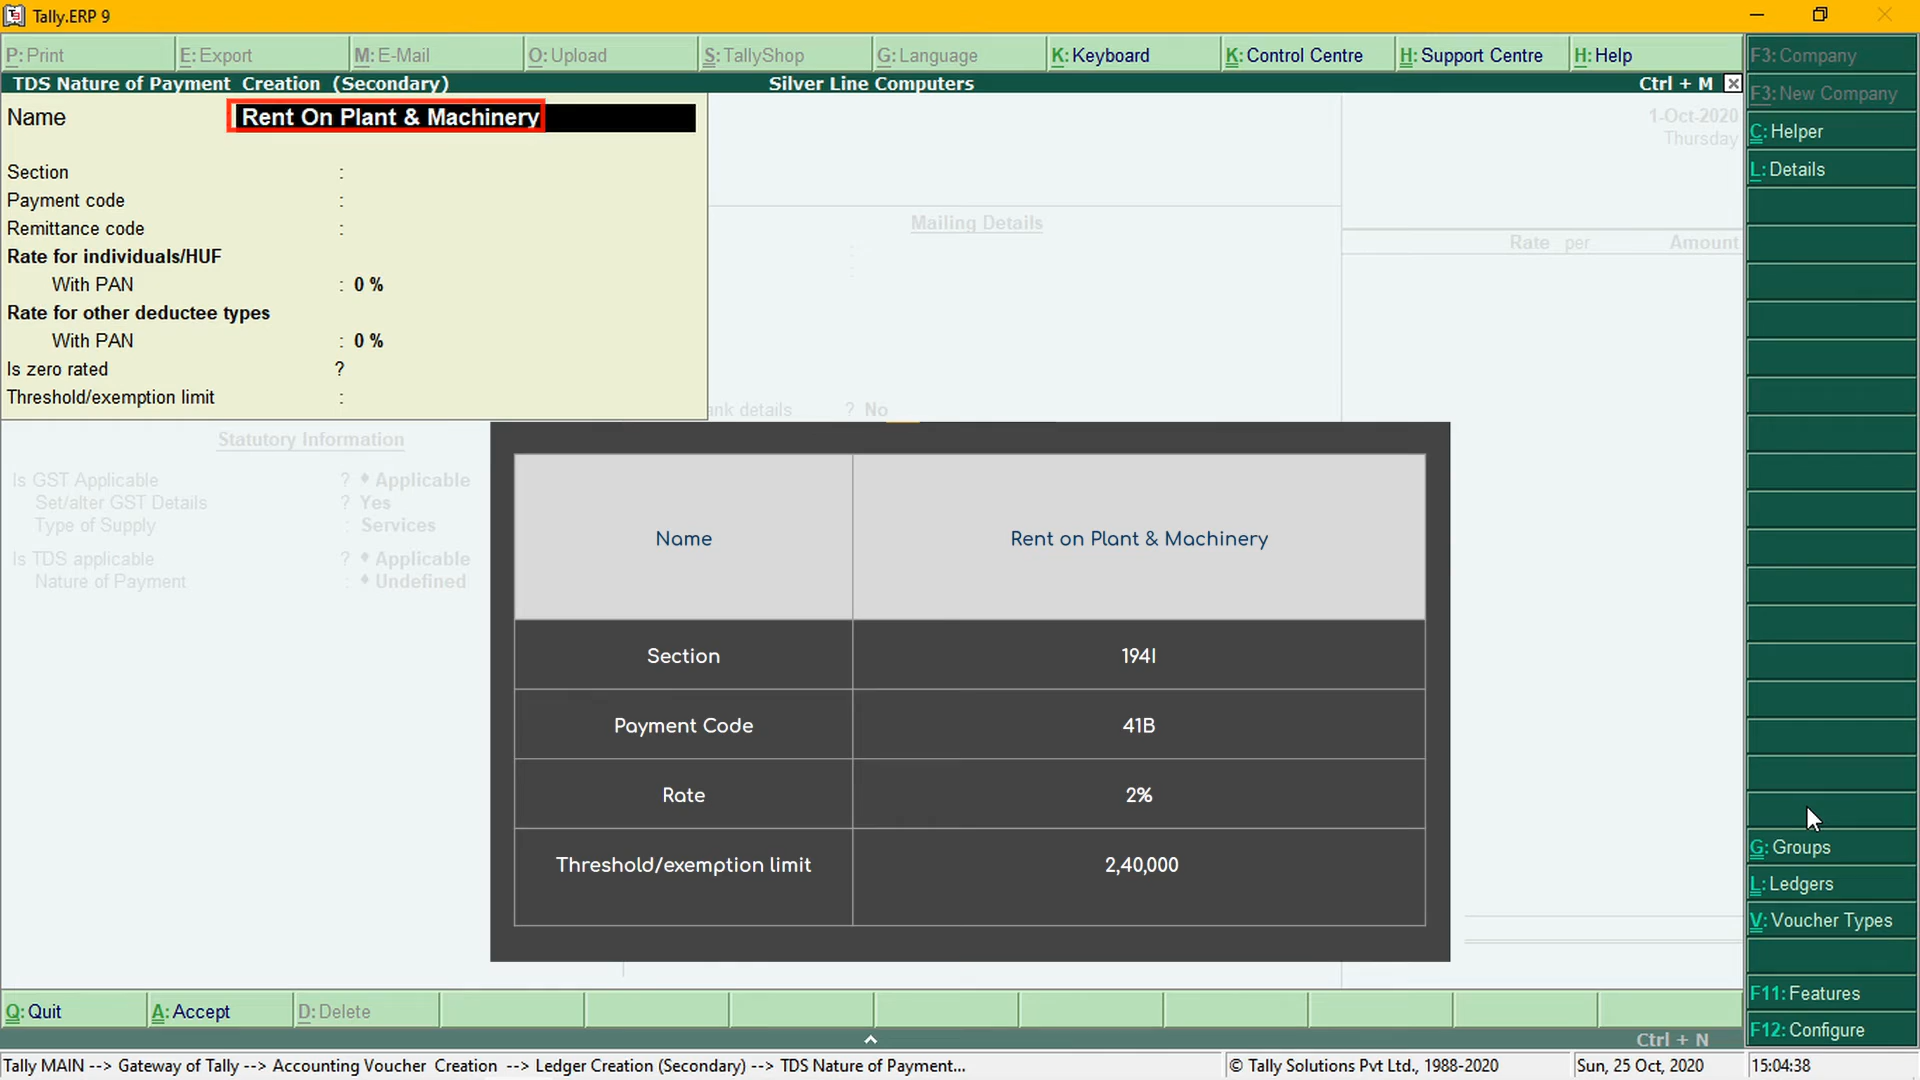 Tally.ERP 9
P: Print E: Export M: E-Mail O: Upload S: TallyShop G: Language K: Keyboard K: Control Centre H: Support Centre H: Help
TDS Nature of Payment Creation (Secondary) Silver Line Computers Ctrl + M
Name Rent On Plant & Machinery
Section :
Payment code :
Remittance code :
Rate for individuals/HUF
With PAN : 0 %
Rate for other deductee types
With PAN : 0 %
Is zero rated ?
Threshold/exemption limit :
1-Oct-2020
Thursday
Mailing Details
:
:
Rate per Amount
ank details ? No
Statutory Information
Is GST Applicable ? ♦ Applicable
Set/alter GST Details ? Yes
Type of Supply : Services
Is TDS applicable ? ♦ Applicable
Nature of Payment : ♦ Undefined
Name Rent on Plant & Machinery
Section 194I
Payment Code 41B
Rate 2%
Threshold/exemption limit 2,40,000
F3: Company
F3: New Company
C: Helper
L: Details
G: Groups
L: Ledgers
V: Voucher Types
F11: Features
F12: Configure
Q: Quit A: Accept D: Delete
Ctrl + N
Tally MAIN --> Gateway of Tally --> Accounting Voucher Creation --> Ledger Creation (Secondary) --> TDS Nature of Payment... © Tally Solutions Pvt Ltd., 1988-2020 Sun, 25 Oct, 2020 15:04:38